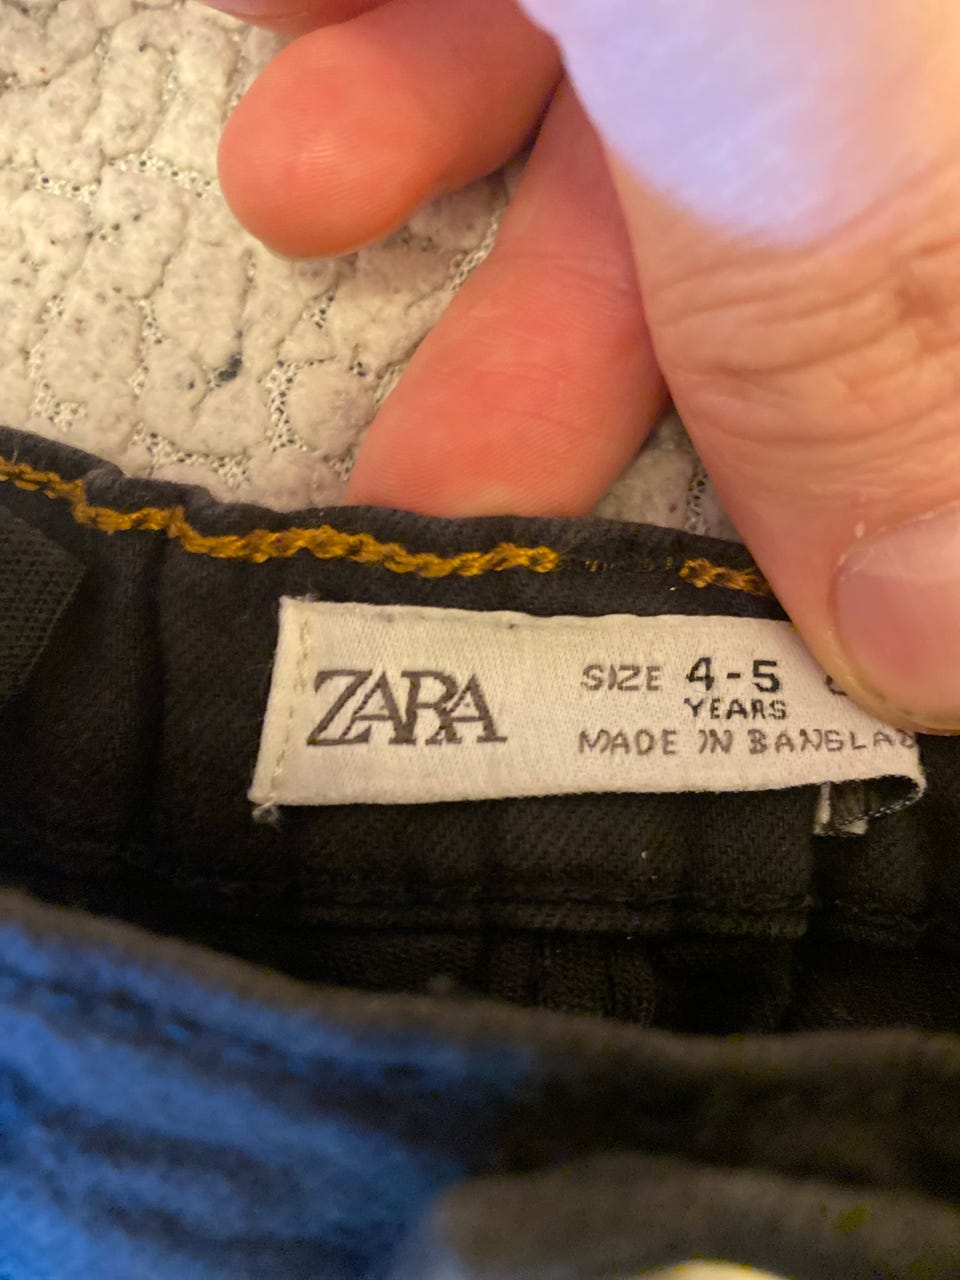 ZARA
SIZE 4-5
YEARS
MADE IN BANGLAD